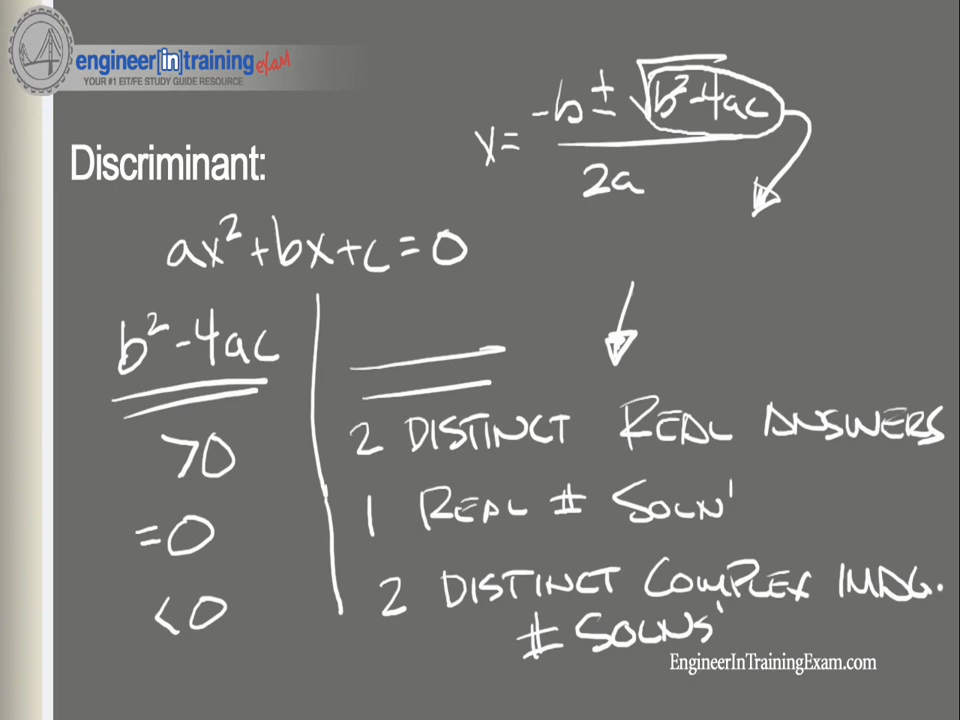 engineer[in]training exam
YOUR #1 EIT/FE STUDY GUIDE RESOURCE
x = -b ± √b²-4ac / 2a
Discriminant:
ax²+bx+c=0
b²-4ac
>0 2 DISTINCT REAL ANSWERS
=0 1 REAL # SOLN'
<0 2 DISTINCT COMPLEX IMAG.
# SOLNS'
EngineerInTrainingExam.com